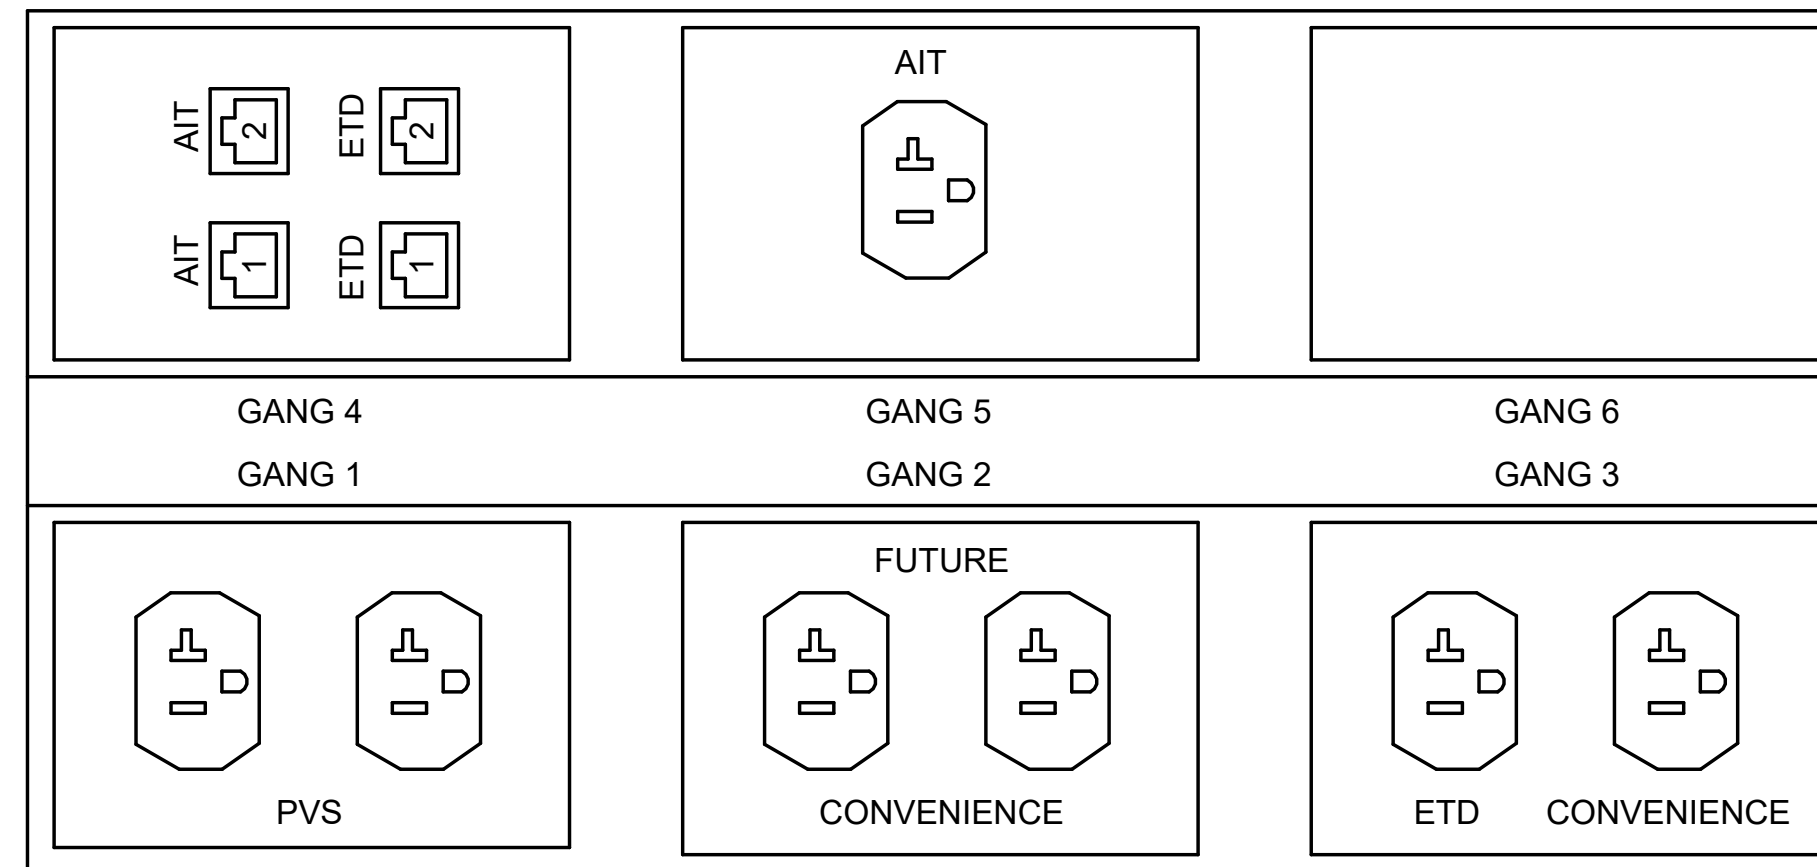 AIT
AIT 2 ETD 2
AIT 1 ETD 1
GANG 4 GANG 5 GANG 6
GANG 1 GANG 2 GANG 3
FUTURE
PVS CONVENIENCE ETD CONVENIENCE